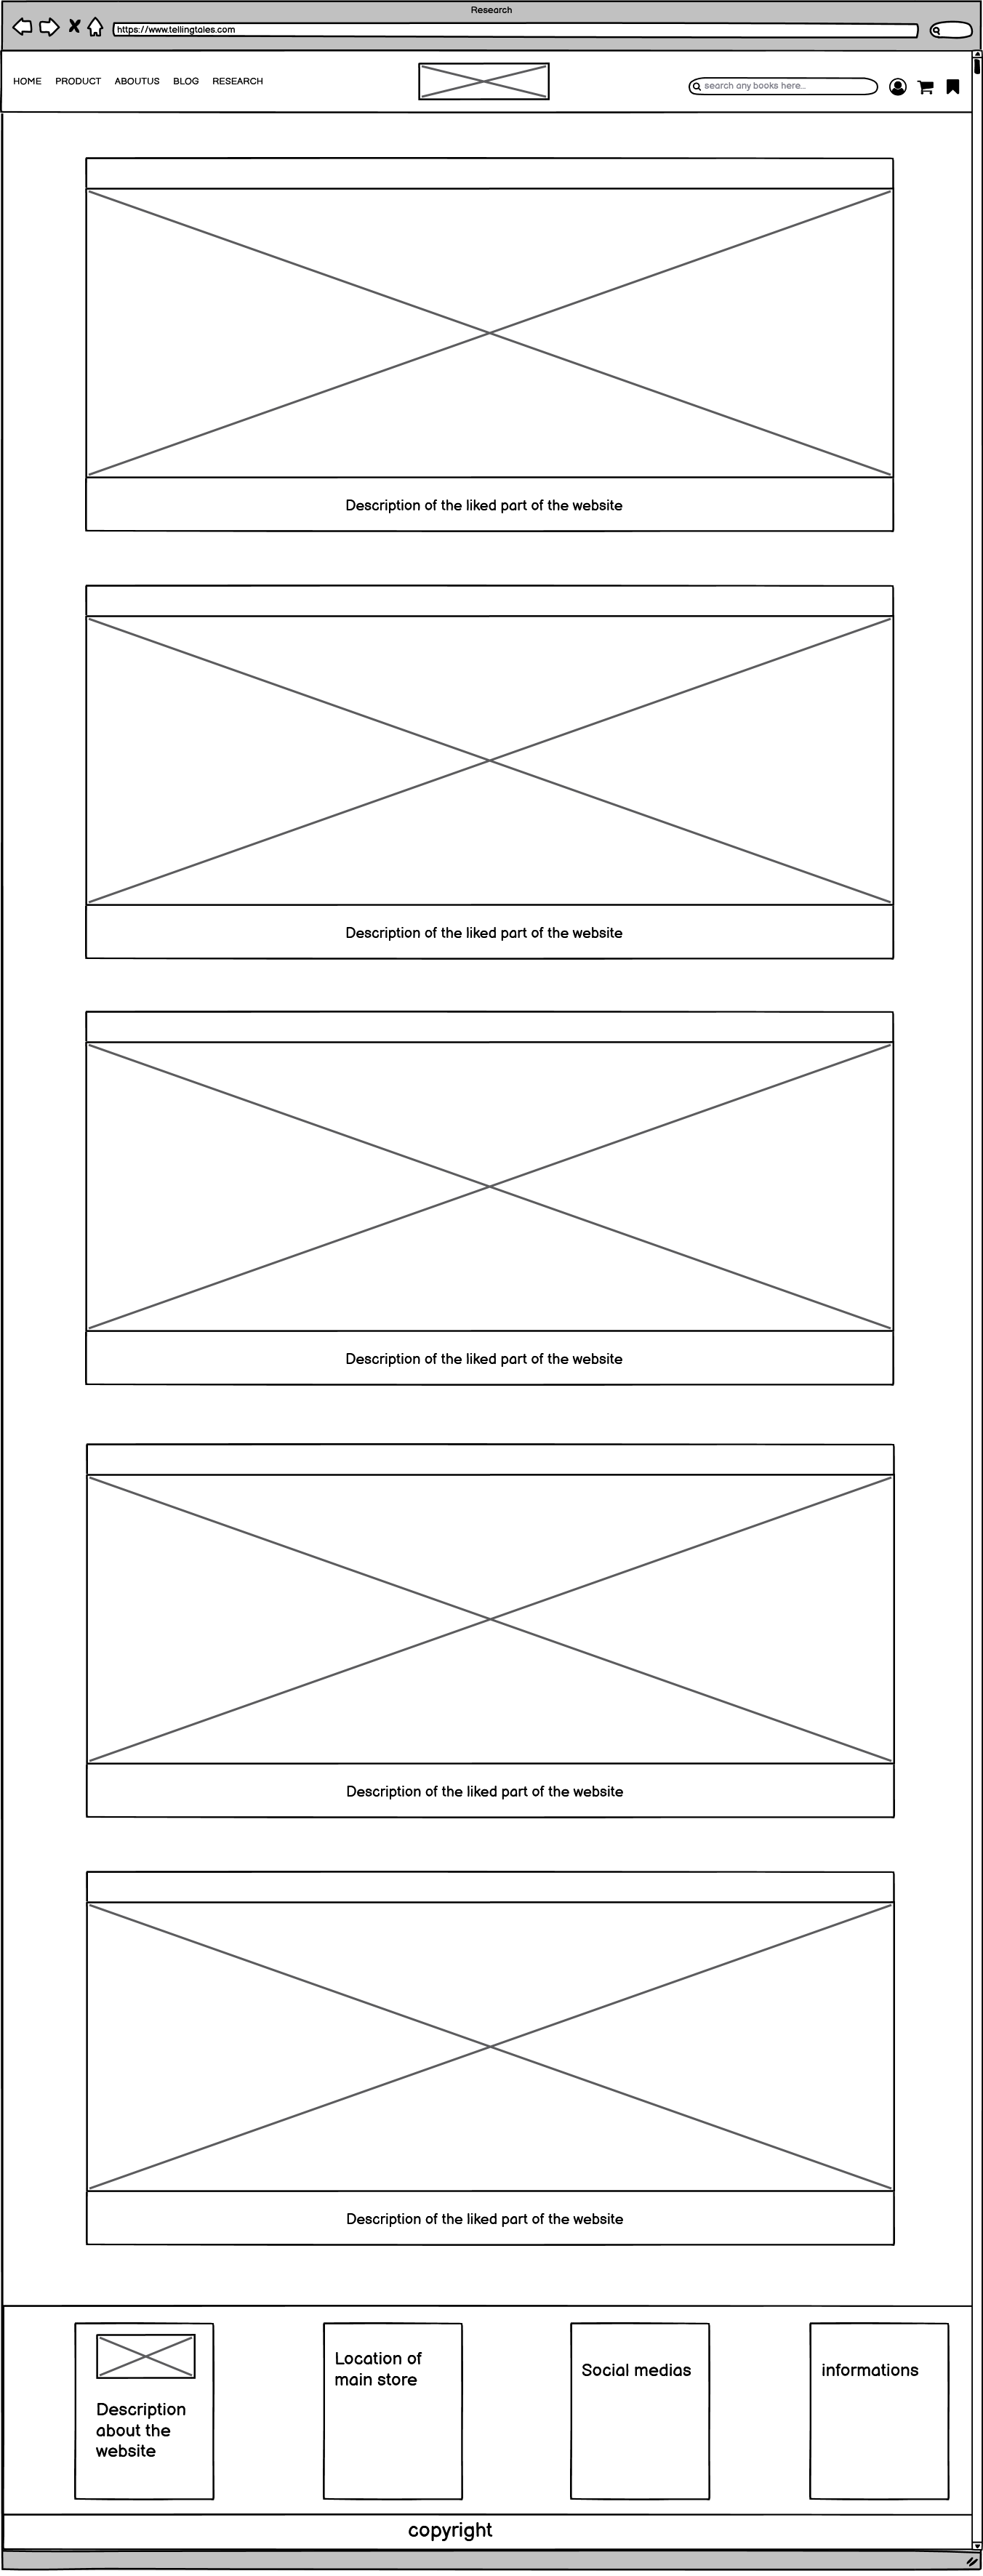 Research
https://www.tellingtales.com
HOME PRODUCT ABOUTUS BLOG RESEARCH
search any books here...
Description of the liked part of the website
Description of the liked part of the website
Description of the liked part of the website
Description of the liked part of the website
Description of the liked part of the website
Description
about the
website
Location of
main store
Social medias
informations
copyright